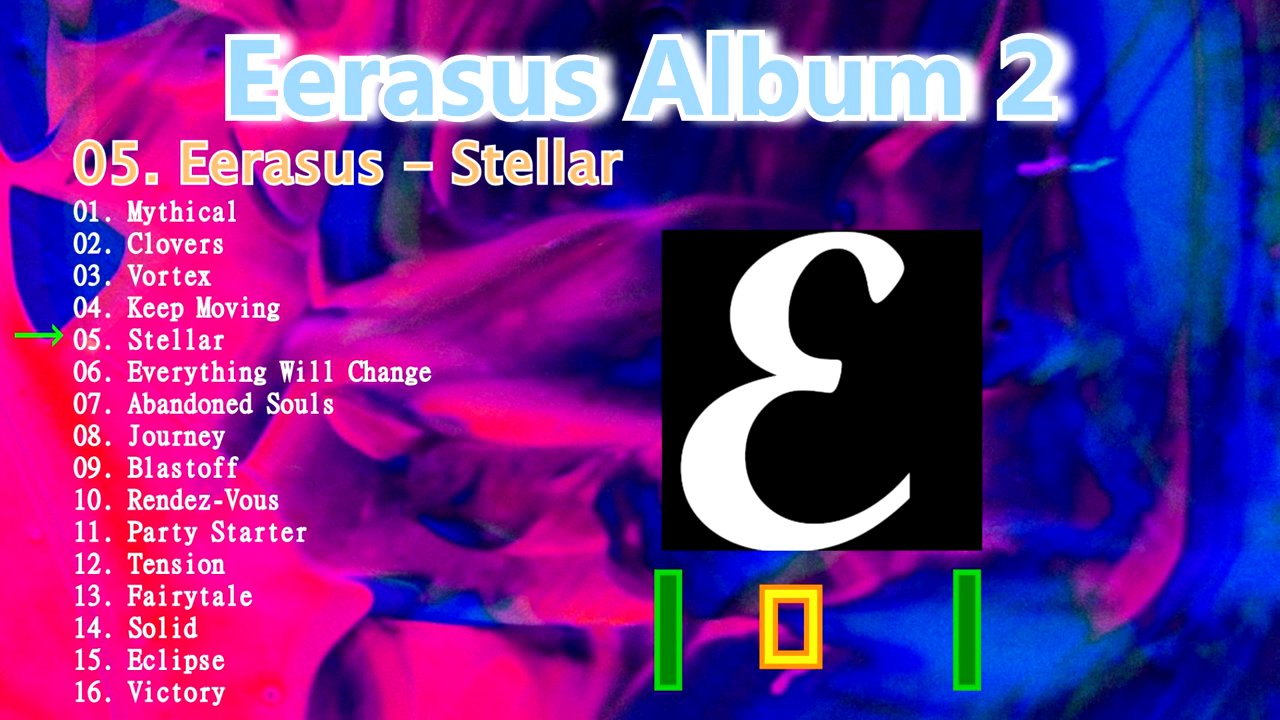 Eerasus Album 2
05. Eerasus - Stellar
01. Mythical
02. Clovers
03. Vortex
04. Keep Moving
→ 05. Stellar
06. Everything Will Change
07. Abandoned Souls
08. Journey
09. Blastoff
10. Rendez-Vous
11. Party Starter
12. Tension
13. Fairytale
14. Solid
15. Eclipse
16. Victory
ℰ